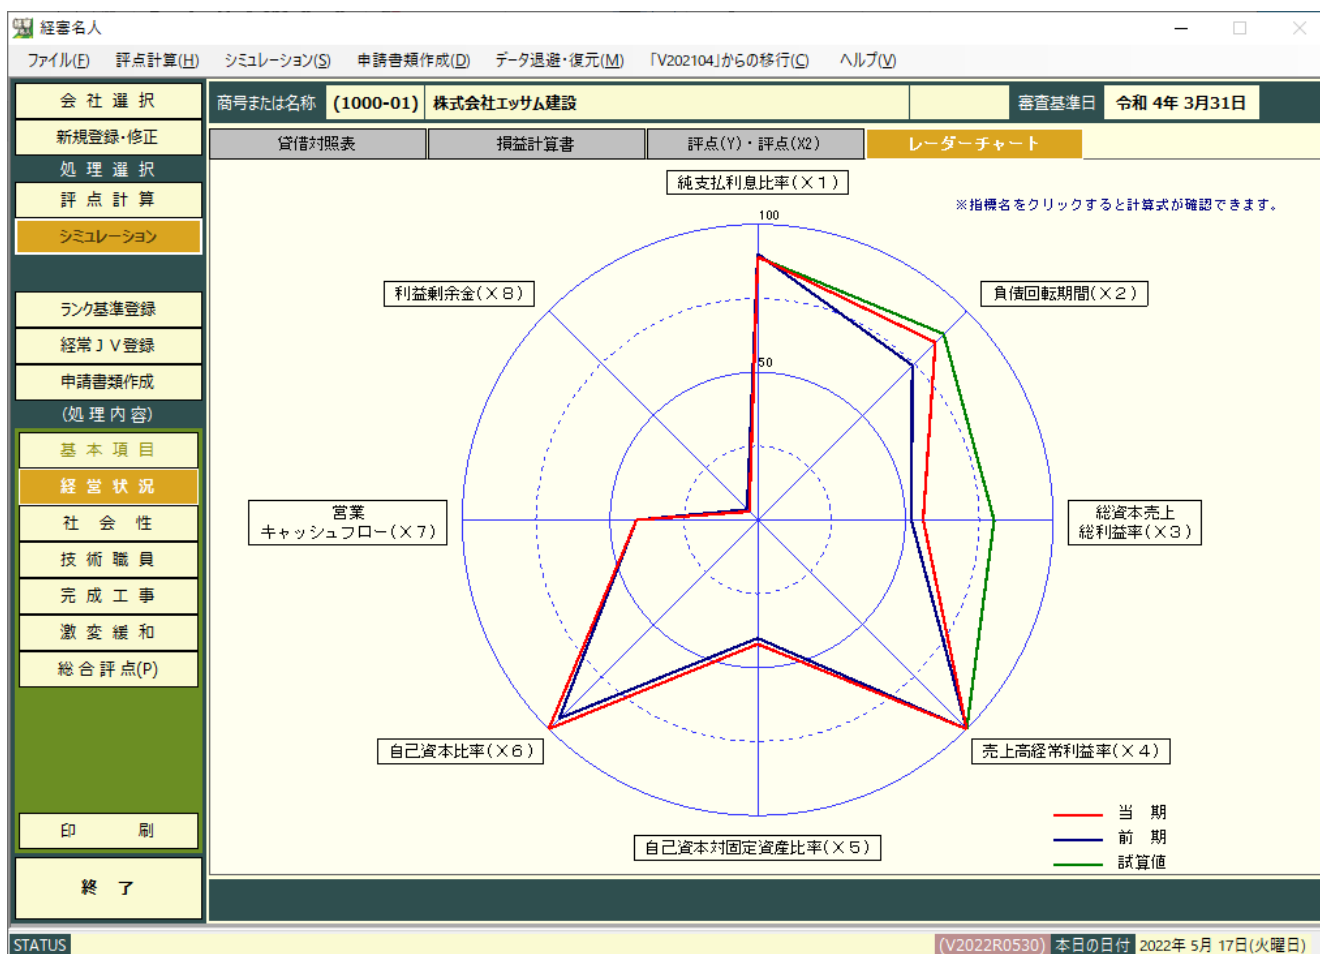 経審名人
ファイル(F) 評点計算(H) シミュレーション(S) 申請書類作成(D) データ退避・復元(M) 「V202104」からの移行(C) ヘルプ(V)
会社選択
新規登録・修正
処理選択
評点計算
シミュレーション
ランク基準登録
経常ＪＶ登録
申請書類作成
(処理内容)
基本項目
経営状況
社会性
技術職員
完成工事
激変緩和
総合評点(P)
印刷
終了
商号または名称 (1000-01) 株式会社エッサム建設 審査基準日 令和 4年 3月31日
貸借対照表 損益計算書 評点(Y)・評点(X2) レーダーチャート
※指標名をクリックすると計算式が確認できます。
純支払利息比率(×１)
100
50
負債回転期間(×２)
総資本売上
総利益率(×３)
売上高経常利益率(×４)
自己資本対固定資産比率(×５)
自己資本比率(×６)
営業
キャッシュフロー(×７)
利益剰余金(×８)
当 期
前 期
試算値
STATUS (V2022R0530) 本日の日付 2022年 5月 17日(火曜日)